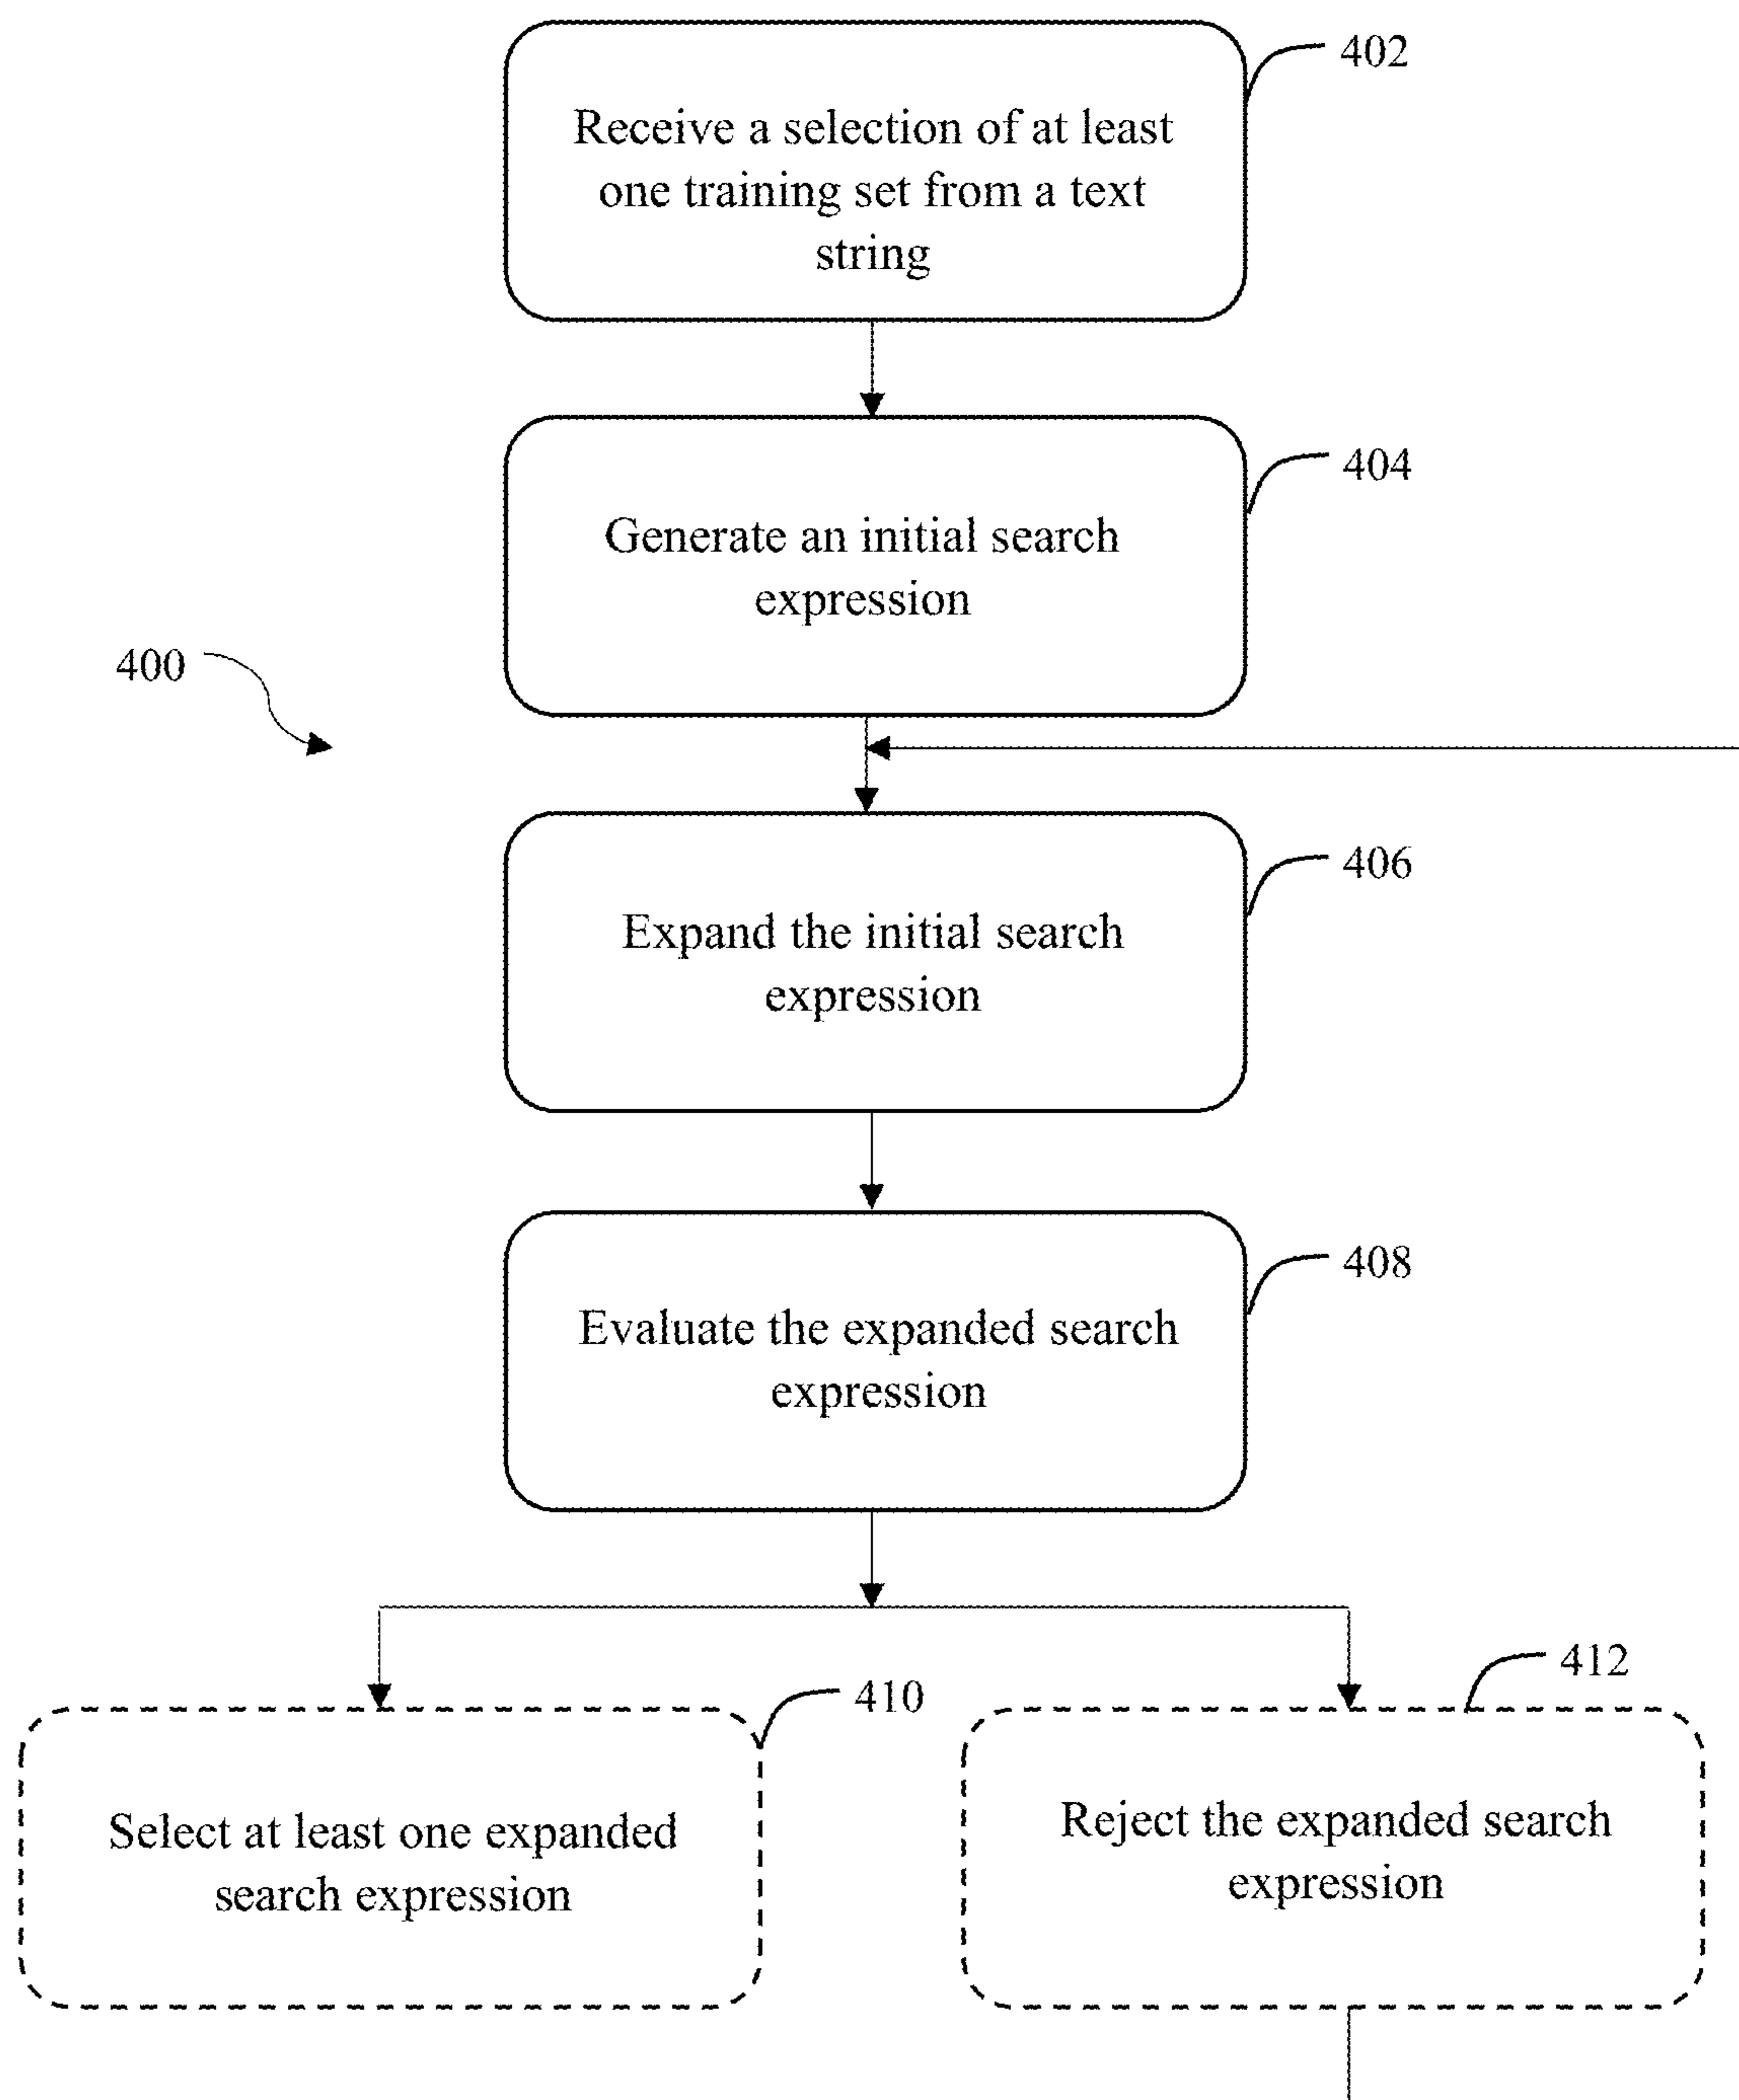 402
Receive a selection of at least
one training set from a text
string
404
Generate an initial search
expression
400
406
Expand the initial search
expression
408
Evaluate the expanded search
expression
410
412
Select at least one expanded
search expression
Reject the expanded search
expression